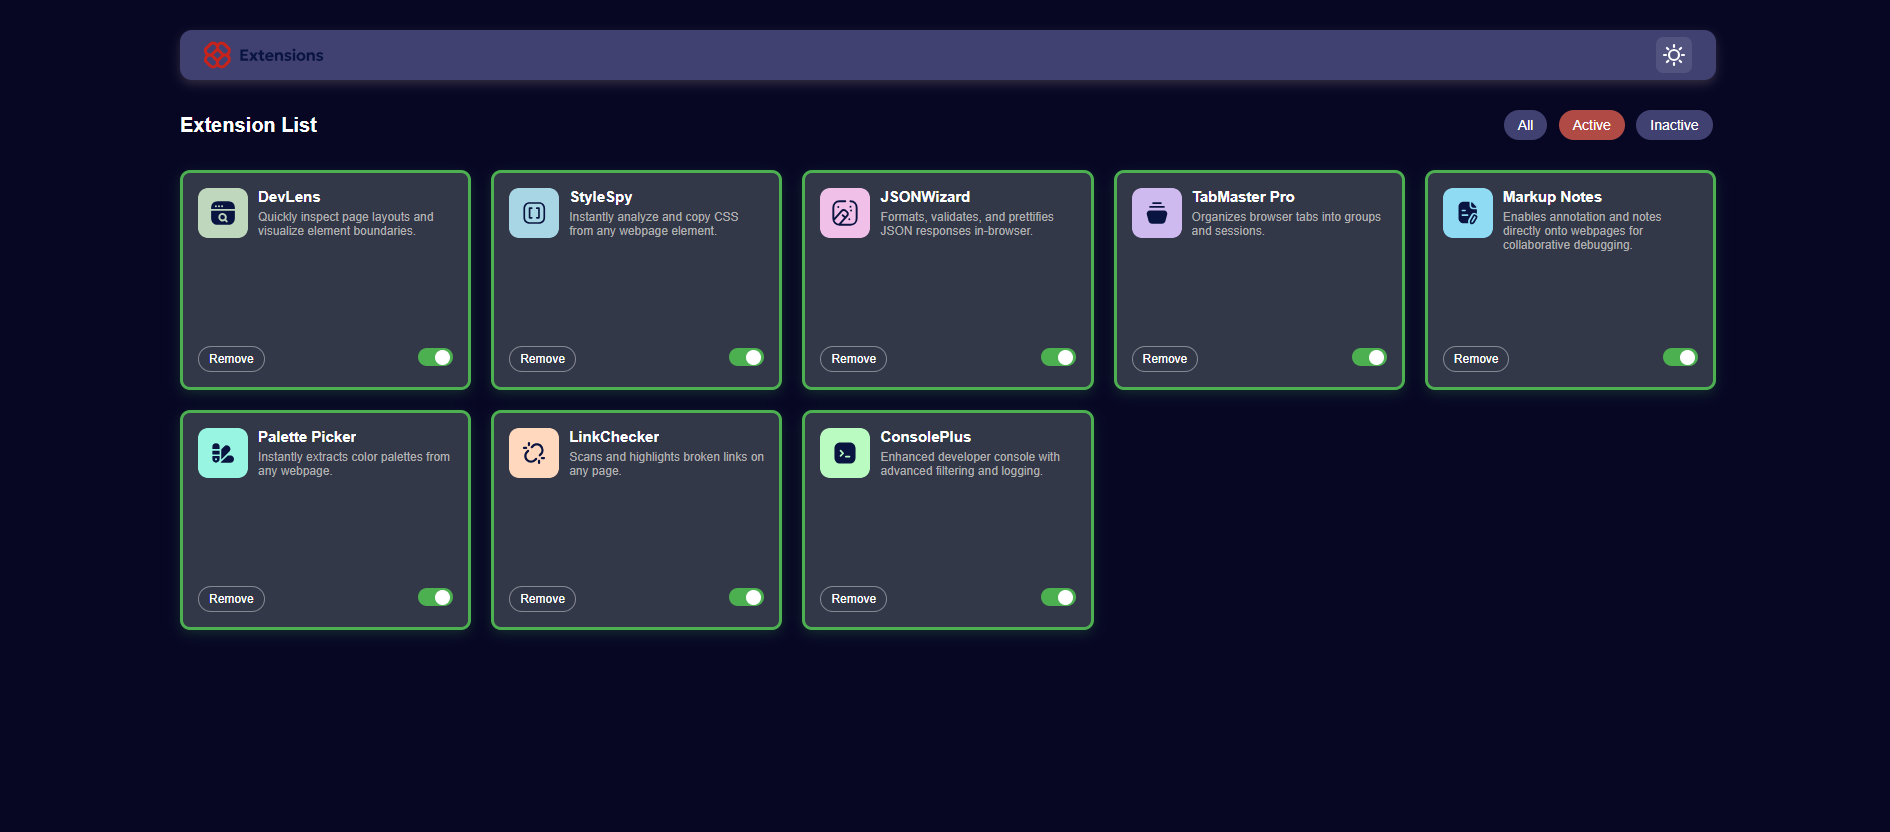 Extensions
Extension List
All
Active
Inactive
DevLens
Quickly inspect page layouts and
visualize element boundaries.
Remove
StyleSpy
Instantly analyze and copy CSS
from any webpage element.
Remove
JSONWizard
Formats, validates, and prettifies
JSON responses in-browser.
Remove
TabMaster Pro
Organizes browser tabs into groups
and sessions.
Remove
Markup Notes
Enables annotation and notes
directly onto webpages for
collaborative debugging.
Remove
Palette Picker
Instantly extracts color palettes from
any webpage.
Remove
LinkChecker
Scans and highlights broken links on
any page.
Remove
ConsolePlus
Enhanced developer console with
advanced filtering and logging.
Remove